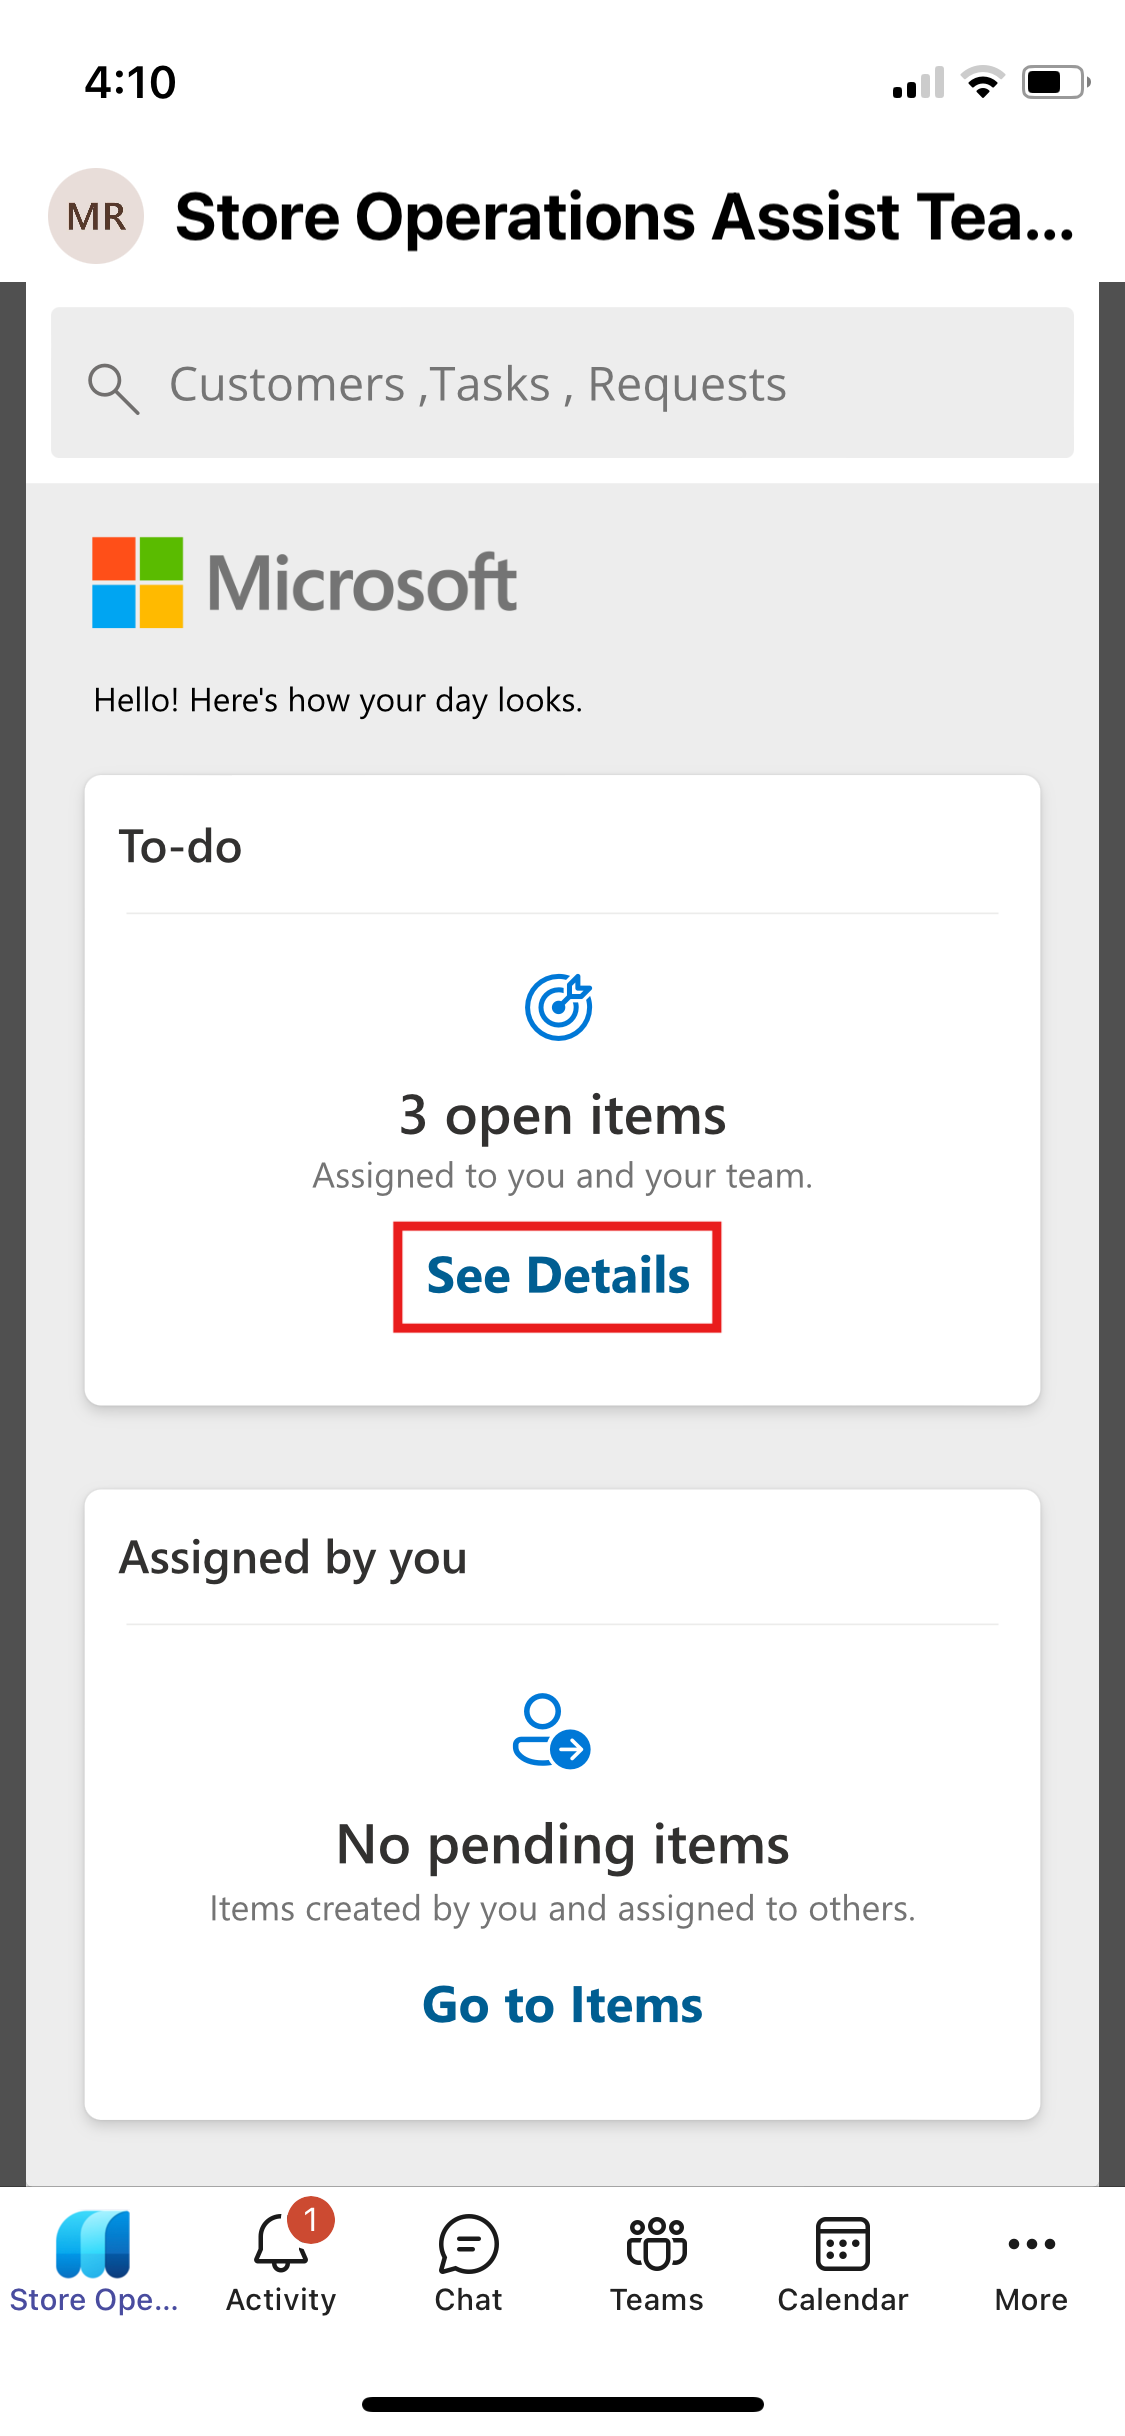 4:10
MR Store Operations Assist Tea...
Customers ,Tasks , Requests
Microsoft
Hello! Here's how your day looks.
To-do
3 open items
Assigned to you and your team.
See Details
Assigned by you
No pending items
Items created by you and assigned to others.
Go to Items
1
Store Ope... Activity Chat Teams Calendar More